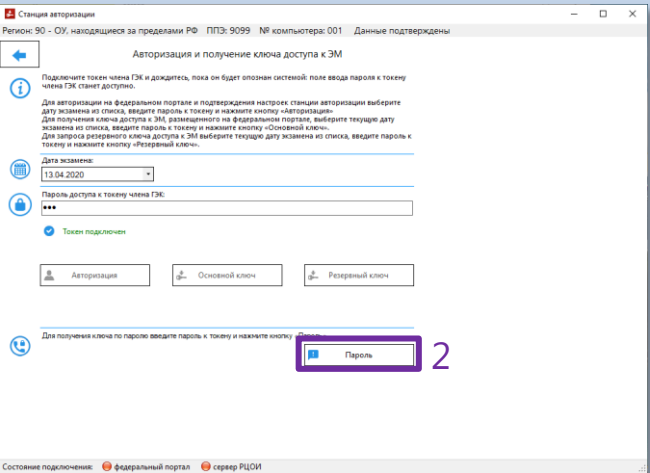 Станция авторизации
Регион: 90 - ОУ, находящиеся за пределами РФ ППЭ: 9099 № компьютера: 001 Данные подтверждены
Авторизация и получение ключа доступа к ЭМ
Подключите токен члена ГЭК и дождитесь, пока он будет опознан системой: поле ввода пароля к токену
члена ГЭК станет доступно.
Для авторизации на федеральном портале и подтверждения настроек станции авторизации выберите
дату экзамена из списка, введите пароль к токену и нажмите кнопку «Авторизация»
Для получения ключа доступа к ЭМ, размещенного на федеральном портале, выберите текущую дату
экзамена из списка, введите пароль к токену и нажмите кнопку «Основной ключ».
Для запроса резервного ключа доступа к ЭМ выберите текущую дату экзамена из списка, введите пароль к
токену и нажмите кнопку «Резервный ключ».
Дата экзамена:
13.04.2020
Пароль доступа к токену члена ГЭК:
•••
Токен подключен
Авторизация Основной ключ Резервный ключ
Для получения ключа по паролю введите пароль к токену и нажмите кнопку
Пароль 2
Состояние подключения: федеральный портал сервер РЦОИ